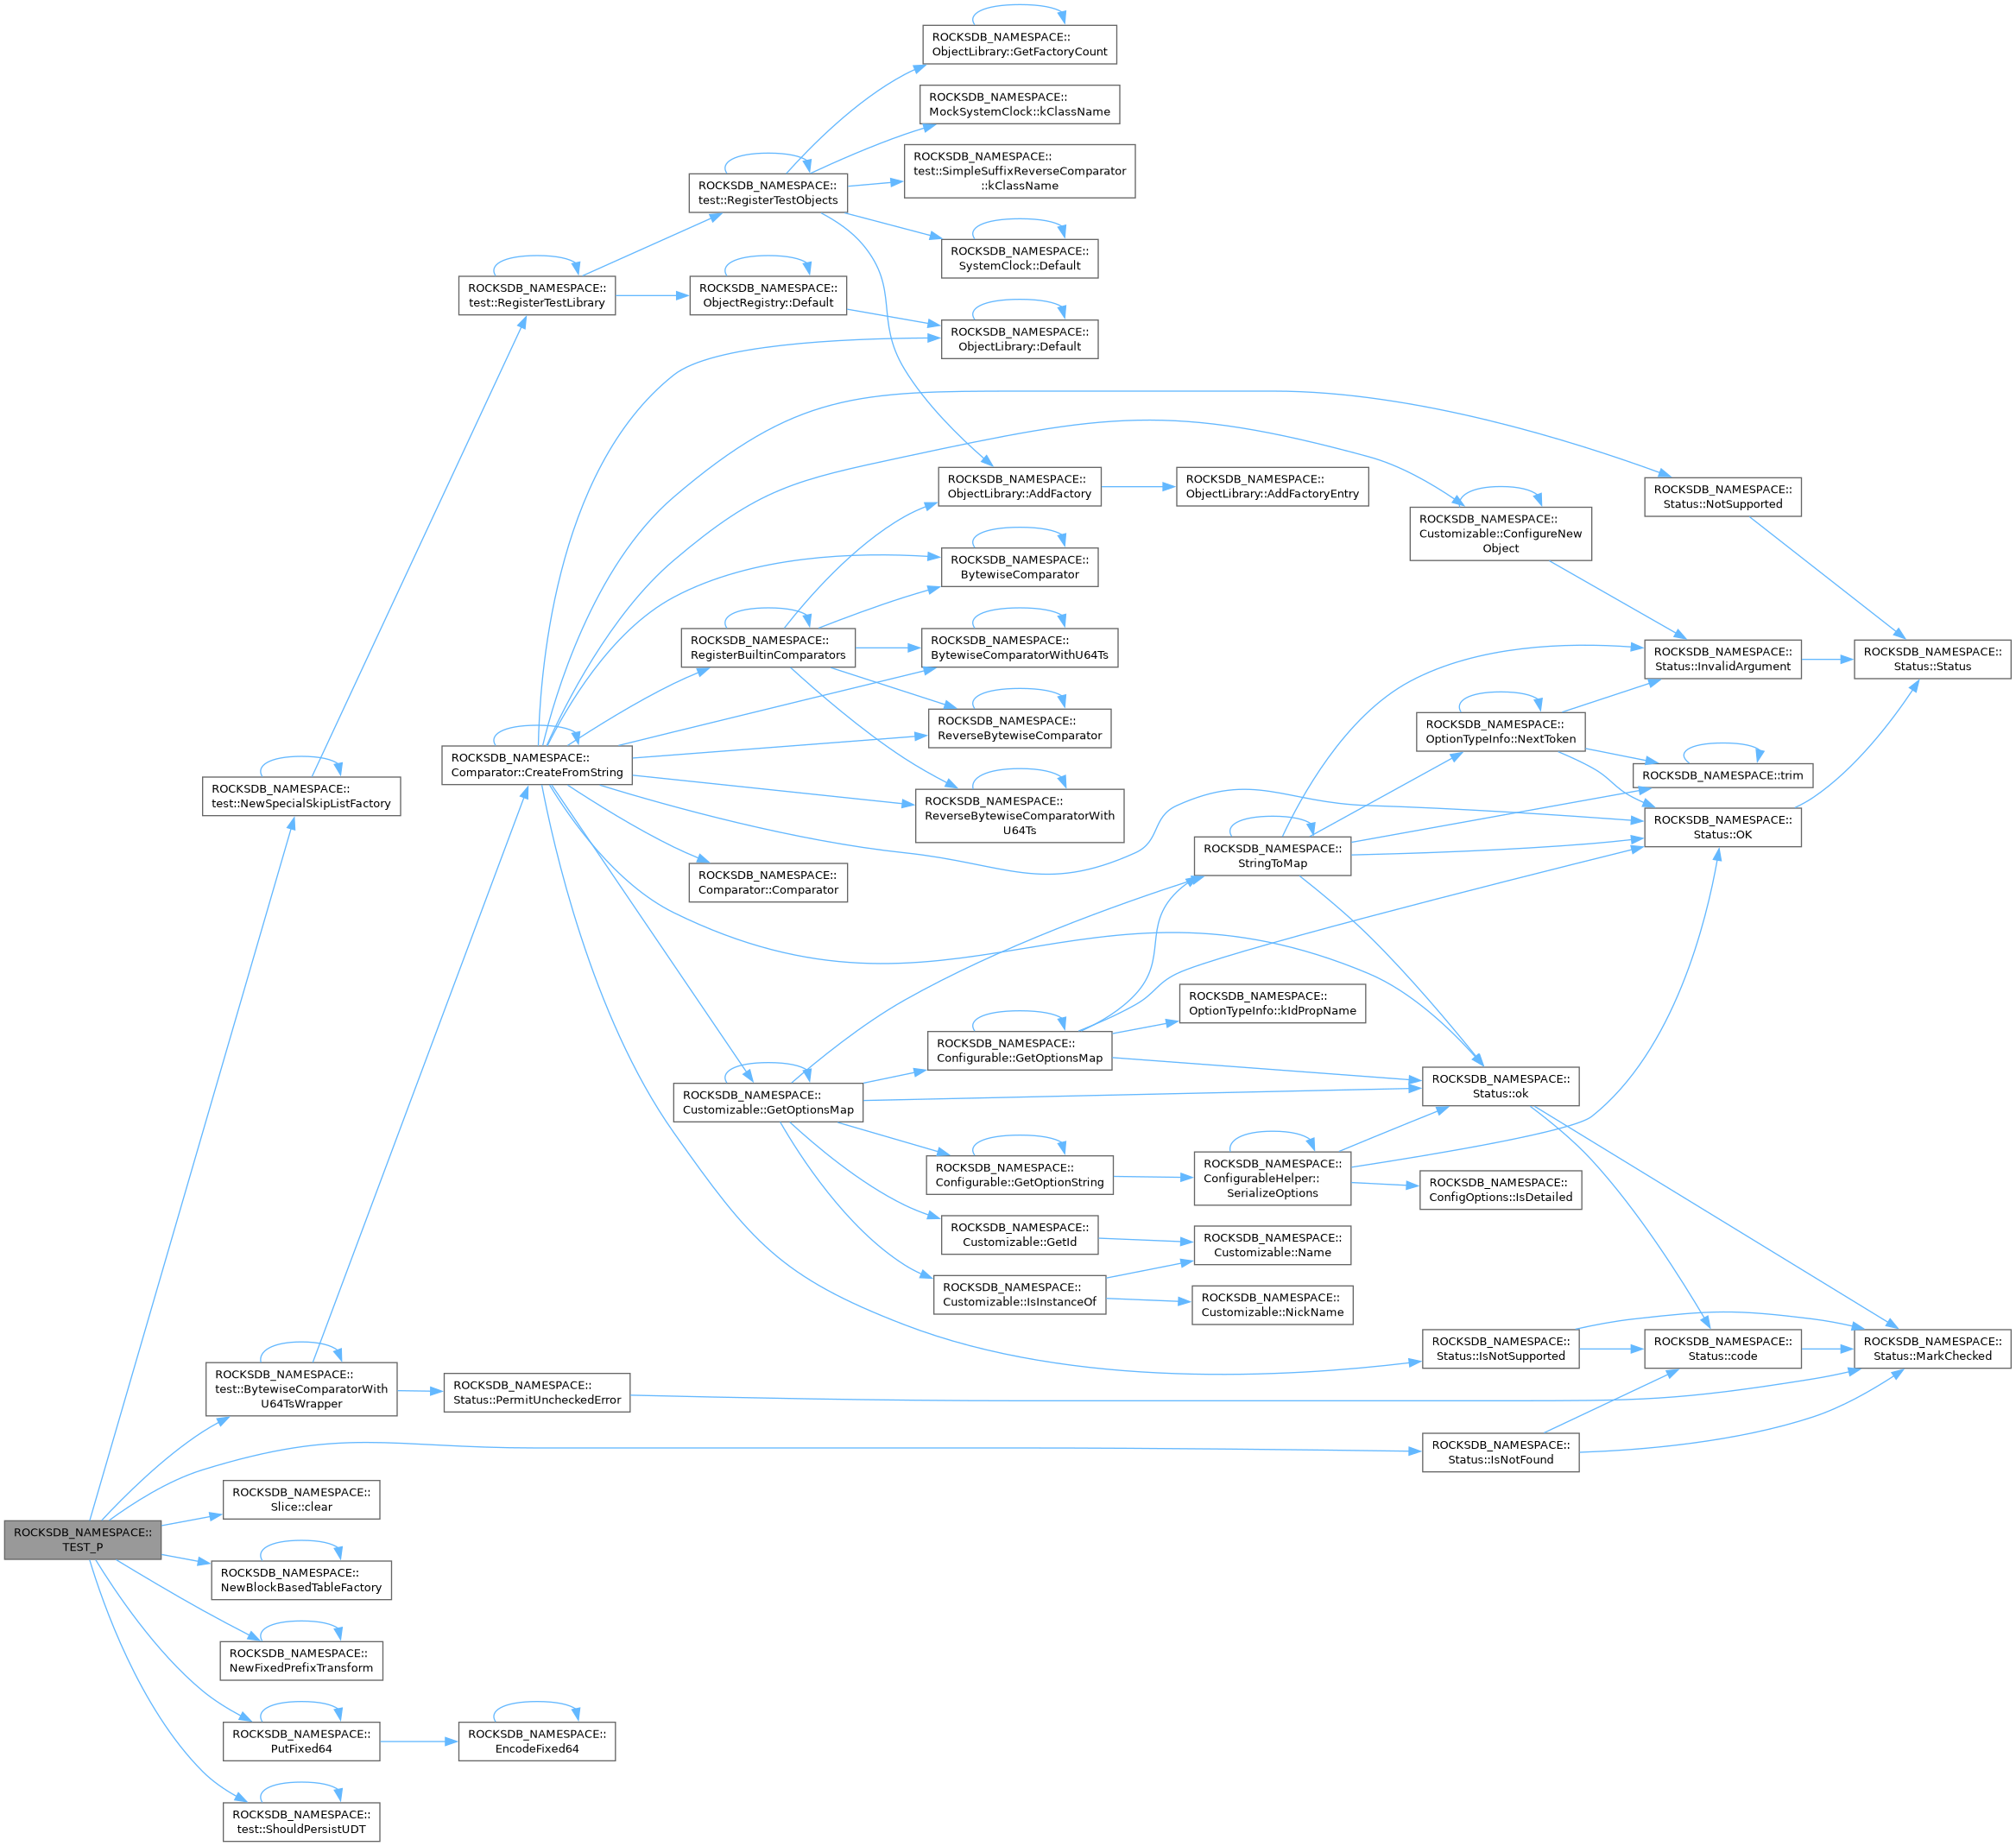 ROCKSDB_NAMESPACE::
ObjectLibrary::GetFactoryCount
ROCKSDB_NAMESPACE::
MockSystemClock::kClassName
ROCKSDB_NAMESPACE::
test::SimpleSuffixReverseComparator
::kClassName
ROCKSDB_NAMESPACE::
test::RegisterTestObjects
ROCKSDB_NAMESPACE::
SystemClock::Default
ROCKSDB_NAMESPACE::
test::RegisterTestLibrary
ROCKSDB_NAMESPACE::
ObjectRegistry::Default
ROCKSDB_NAMESPACE::
ObjectLibrary::Default
ROCKSDB_NAMESPACE::
ObjectLibrary::AddFactory
ROCKSDB_NAMESPACE::
ObjectLibrary::AddFactoryEntry
ROCKSDB_NAMESPACE::
Status::NotSupported
ROCKSDB_NAMESPACE::
Customizable::ConfigureNew
Object
ROCKSDB_NAMESPACE::
BytewiseComparator
ROCKSDB_NAMESPACE::
RegisterBuiltinComparators
ROCKSDB_NAMESPACE::
BytewiseComparatorWithU64Ts
ROCKSDB_NAMESPACE::
Status::InvalidArgument
ROCKSDB_NAMESPACE::
Status::Status
ROCKSDB_NAMESPACE::
ReverseBytewiseComparator
ROCKSDB_NAMESPACE::
OptionTypeInfo::NextToken
ROCKSDB_NAMESPACE::
Comparator::CreateFromString
ROCKSDB_NAMESPACE::trim
ROCKSDB_NAMESPACE::
test::NewSpecialSkipListFactory
ROCKSDB_NAMESPACE::
ReverseBytewiseComparatorWith
U64Ts
ROCKSDB_NAMESPACE::
Status::OK
ROCKSDB_NAMESPACE::
StringToMap
ROCKSDB_NAMESPACE::
Comparator::Comparator
ROCKSDB_NAMESPACE::
OptionTypeInfo::kIdPropName
ROCKSDB_NAMESPACE::
Configurable::GetOptionsMap
ROCKSDB_NAMESPACE::
Status::ok
ROCKSDB_NAMESPACE::
Customizable::GetOptionsMap
ROCKSDB_NAMESPACE::
Configurable::GetOptionString
ROCKSDB_NAMESPACE::
ConfigurableHelper::
SerializeOptions
ROCKSDB_NAMESPACE::
ConfigOptions::IsDetailed
ROCKSDB_NAMESPACE::
Customizable::GetId
ROCKSDB_NAMESPACE::
Customizable::Name
ROCKSDB_NAMESPACE::
Customizable::IsInstanceOf
ROCKSDB_NAMESPACE::
Customizable::NickName
ROCKSDB_NAMESPACE::
Status::IsNotSupported
ROCKSDB_NAMESPACE::
Status::code
ROCKSDB_NAMESPACE::
Status::MarkChecked
ROCKSDB_NAMESPACE::
test::BytewiseComparatorWith
U64TsWrapper
ROCKSDB_NAMESPACE::
Status::PermitUncheckedError
ROCKSDB_NAMESPACE::
Status::IsNotFound
ROCKSDB_NAMESPACE::
Slice::clear
ROCKSDB_NAMESPACE::
TEST_P
ROCKSDB_NAMESPACE::
NewBlockBasedTableFactory
ROCKSDB_NAMESPACE::
NewFixedPrefixTransform
ROCKSDB_NAMESPACE::
PutFixed64
ROCKSDB_NAMESPACE::
EncodeFixed64
ROCKSDB_NAMESPACE::
test::ShouldPersistUDT